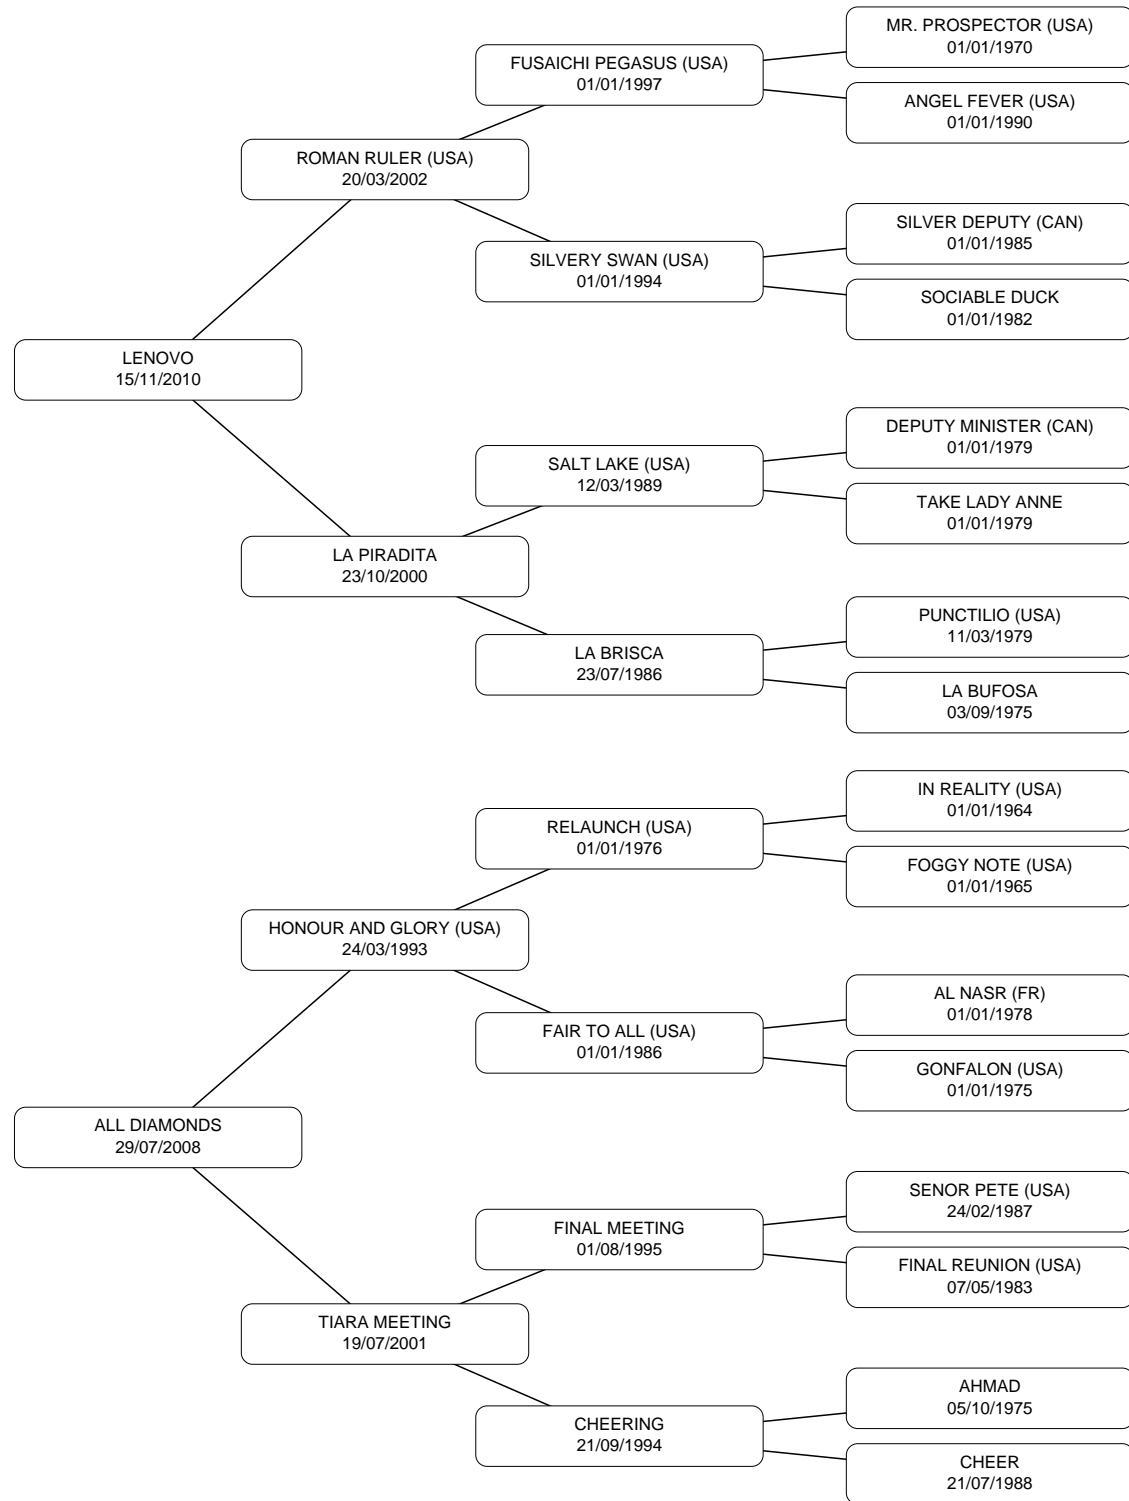 MR. PROSPECTOR (USA)
01/01/1970
FUSAICHI PEGASUS (USA)
01/01/1997
ANGEL FEVER (USA)
01/01/1990
ROMAN RULER (USA)
20/03/2002
SILVER DEPUTY (CAN)
01/01/1985
SILVERY SWAN (USA)
01/01/1994
SOCIABLE DUCK
01/01/1982
LENOVO
15/11/2010
DEPUTY MINISTER (CAN)
01/01/1979
SALT LAKE (USA)
12/03/1989
TAKE LADY ANNE
01/01/1979
LA PIRADITA
23/10/2000
PUNCTILIO (USA)
11/03/1979
LA BRISCA
23/07/1986
LA BUFOSA
03/09/1975
IN REALITY (USA)
01/01/1964
RELAUNCH (USA)
01/01/1976
FOGGY NOTE (USA)
01/01/1965
HONOUR AND GLORY (USA)
24/03/1993
AL NASR (FR)
01/01/1978
FAIR TO ALL (USA)
01/01/1986
GONFALON (USA)
01/01/1975
ALL DIAMONDS
29/07/2008
SENOR PETE (USA)
24/02/1987
FINAL MEETING
01/08/1995
FINAL REUNION (USA)
07/05/1983
TIARA MEETING
19/07/2001
AHMAD
05/10/1975
CHEERING
21/09/1994
CHEER
21/07/1988